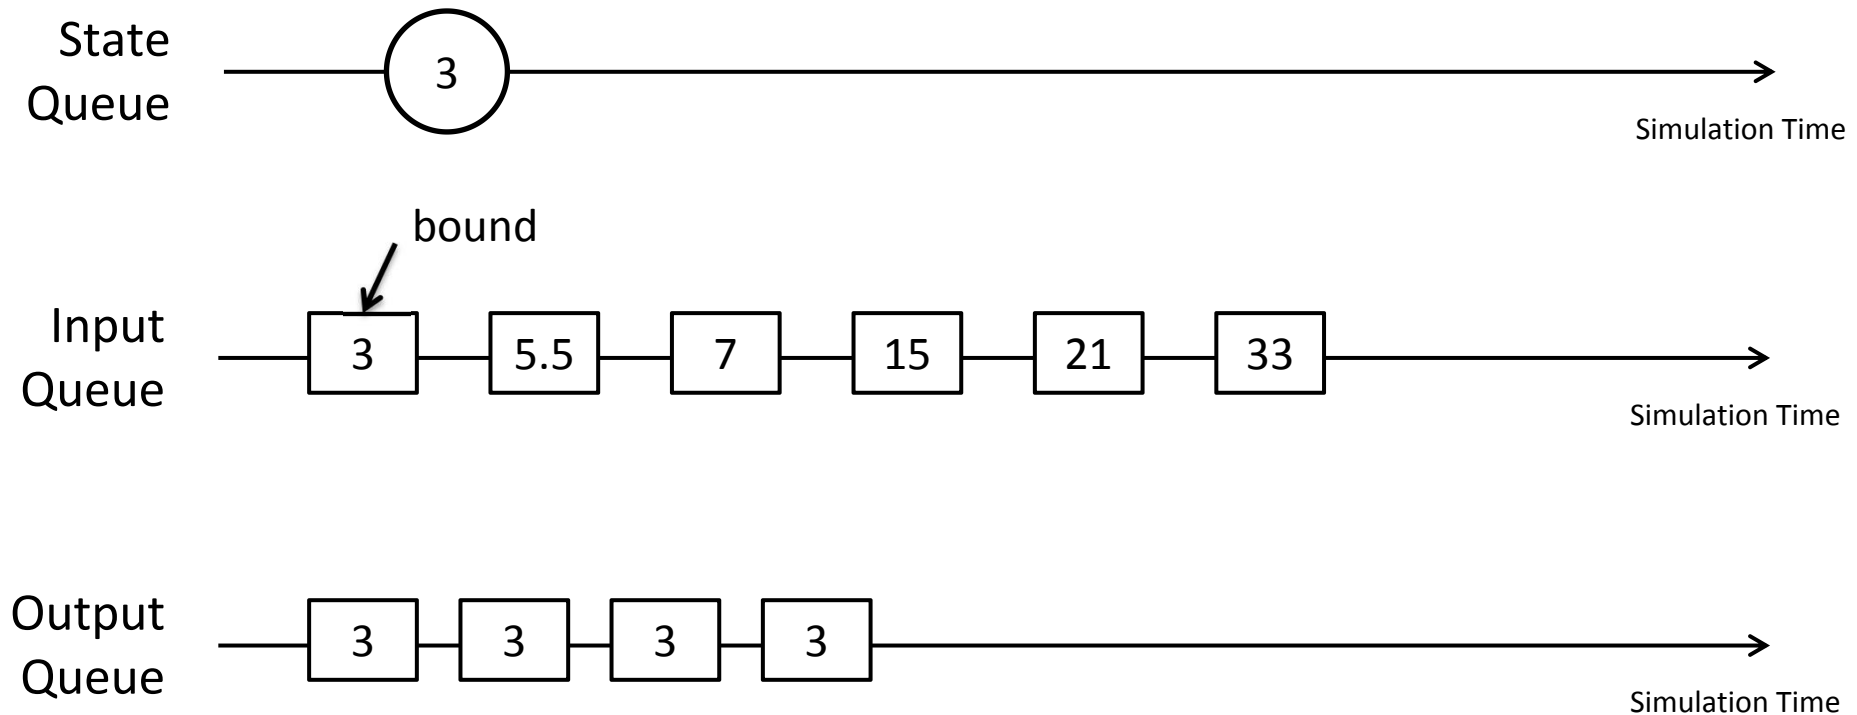 State
Queue
3
Simulation Time
bound
Input
Queue
3 5.5 7 15 21 33
Simulation Time
Output
Queue
3 3 3 3
Simulation Time